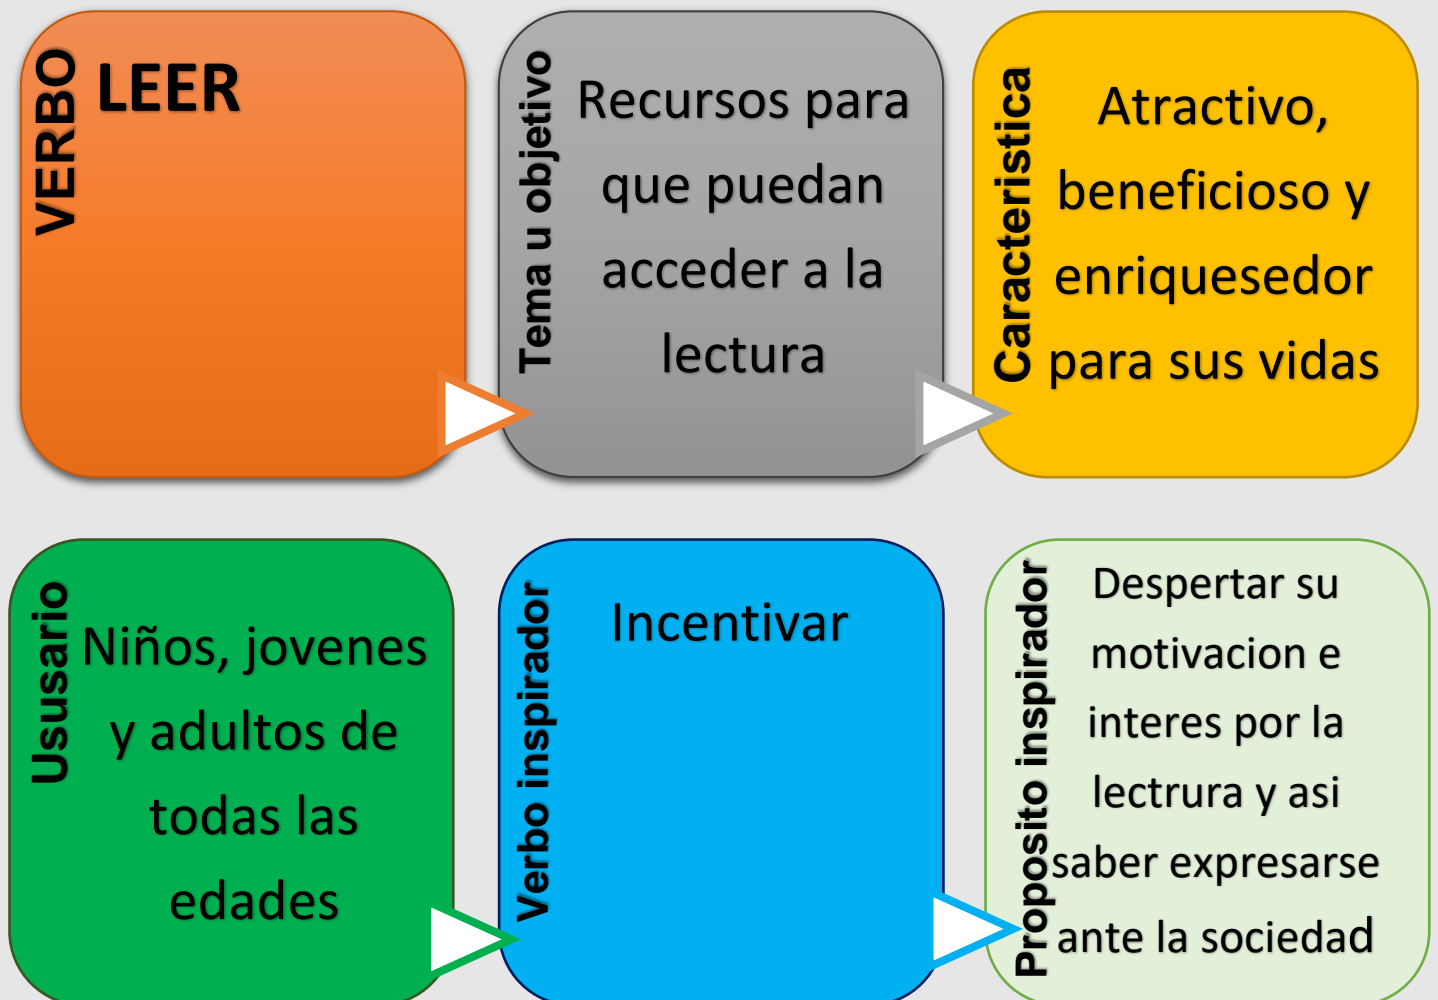 VERBO
LEER
Tema u objetivo
Recursos para
que puedan
acceder a la
lectura
Caracteristica
Atractivo,
beneficioso y
enriquesedor
para sus vidas
Ususario
Niños, jovenes
y adultos de
todas las
edades
Verbo inspirador
Incentivar
Proposito inspirador
Despertar su
motivacion e
interes por la
lectrura y asi
saber expresarse
ante la sociedad